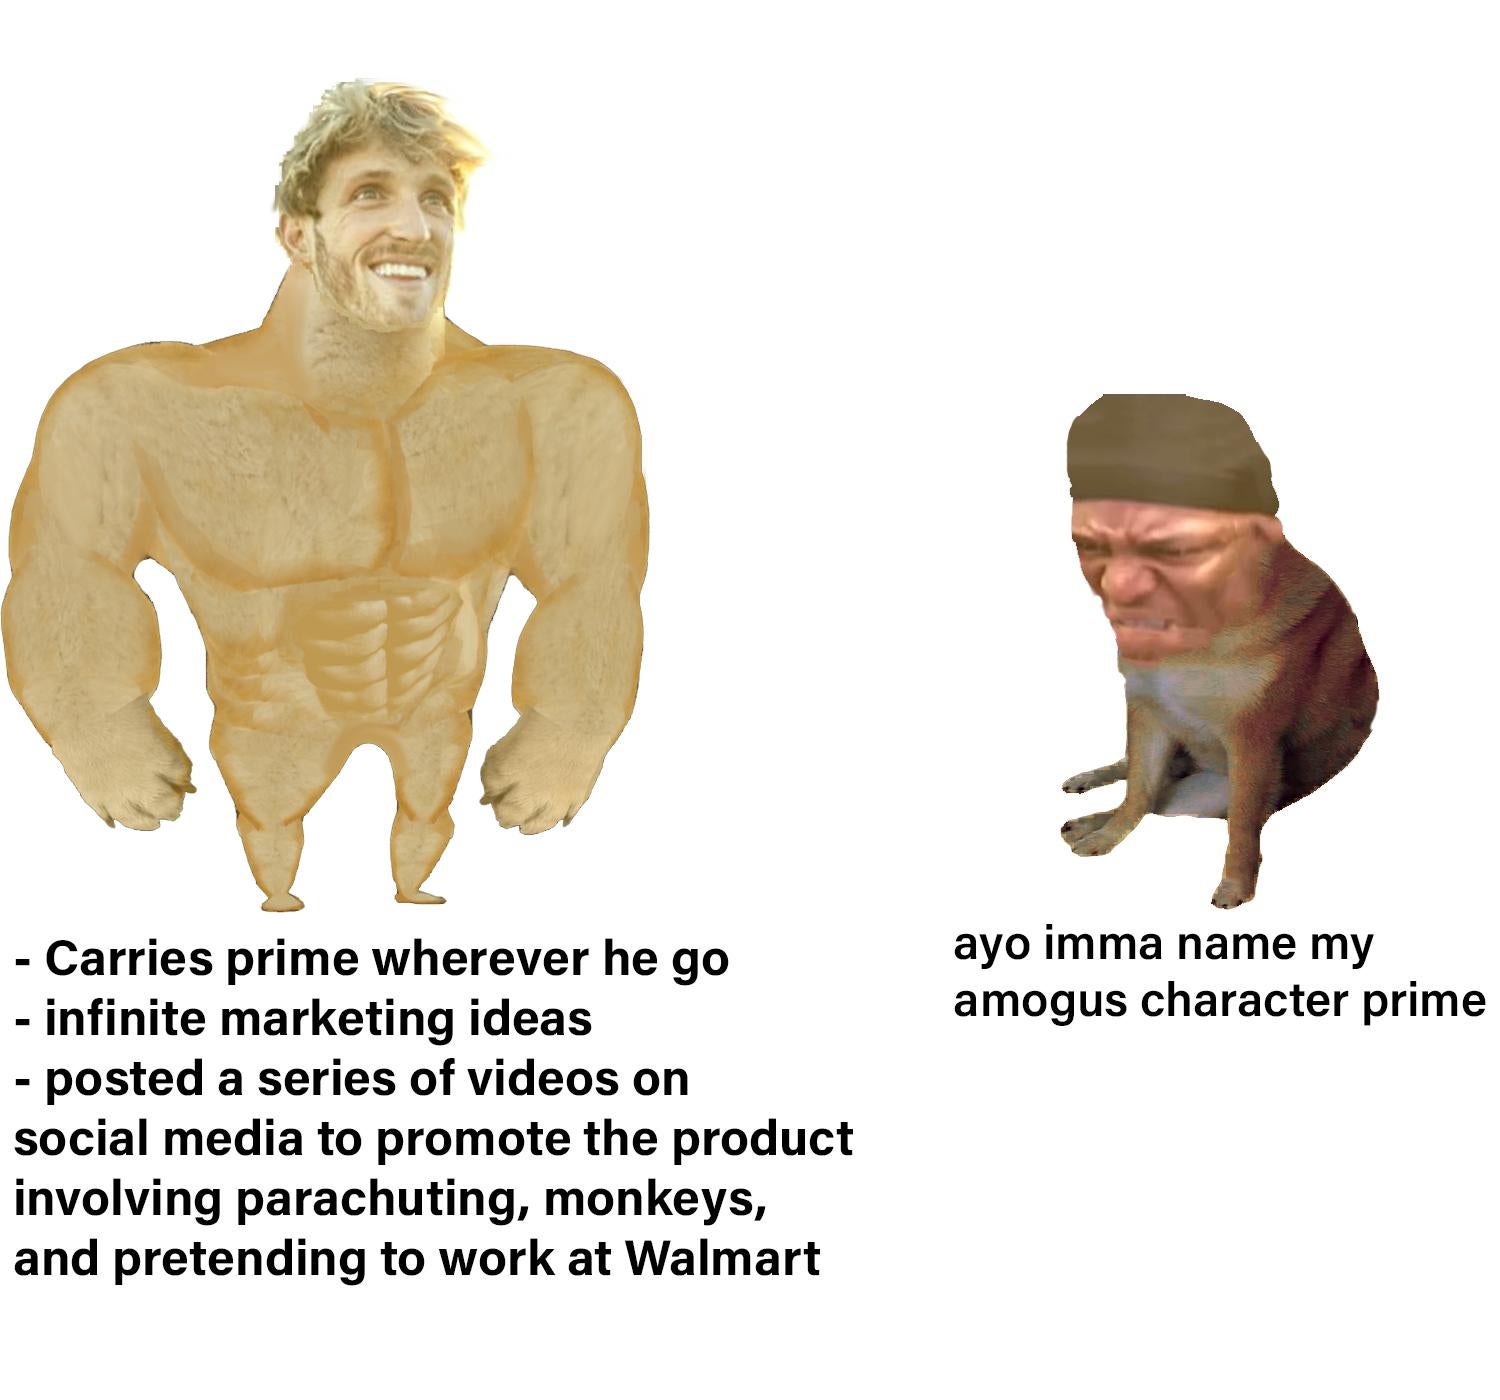 - Carries prime wherever he go
- infinite marketing ideas
- posted a series of videos on
social media to promote the product
involving parachuting, monkeys,
and pretending to work at Walmart
ayo imma name my
amogus character prime